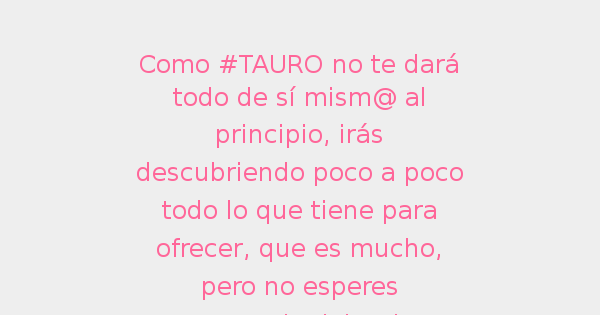 Como #TAURO no te dará
todo de sí mism@ al
principio, irás
descubriendo poco a poco
todo lo que tiene para
ofrecer, que es mucho,
pero no esperes